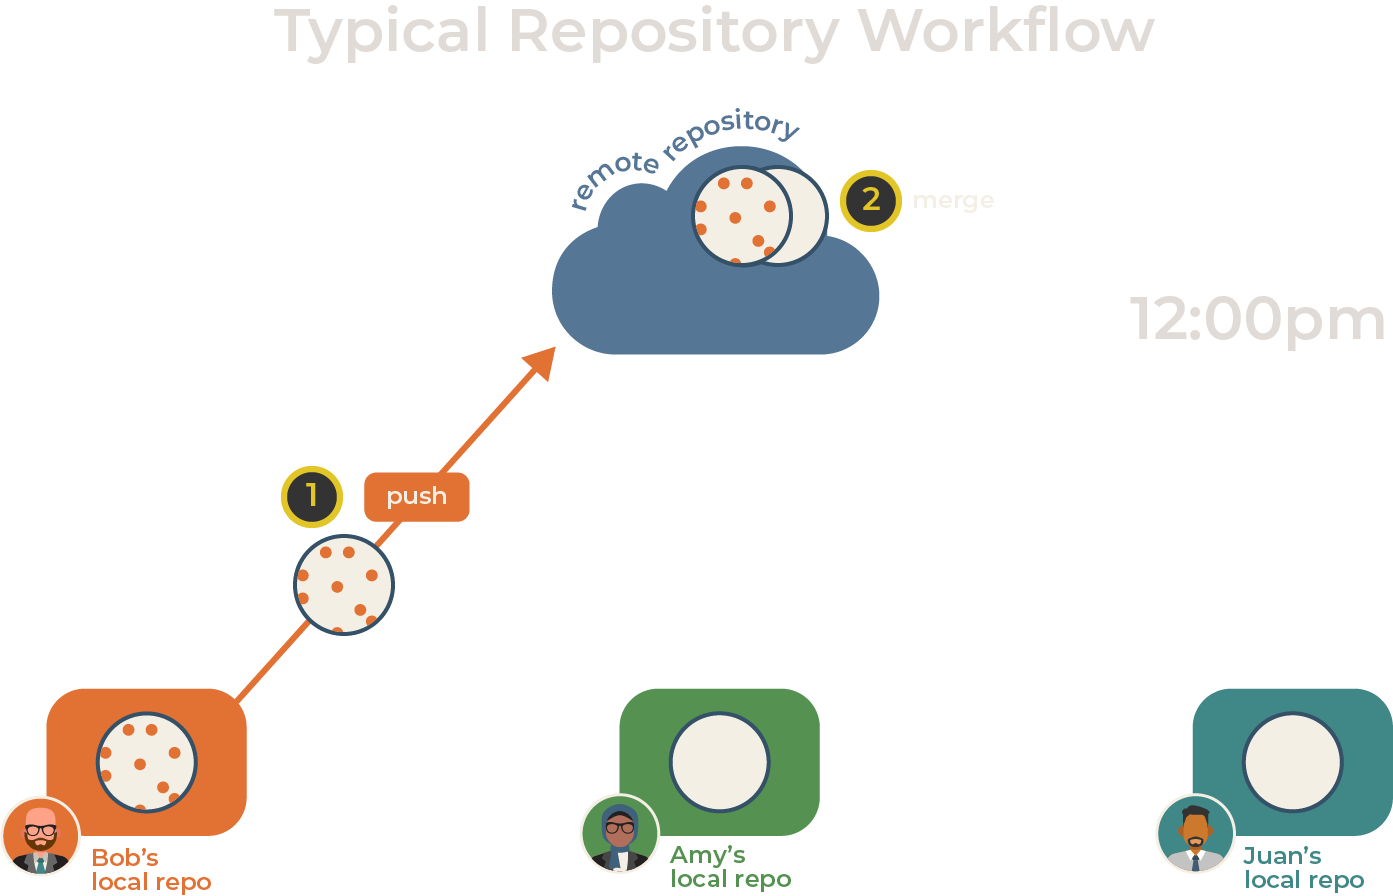 Typical Repository Workflow
remote repository
2
merge
12:00pm
1
push
Bob's
local repo
Amy's
local repo
Juan's
local repo